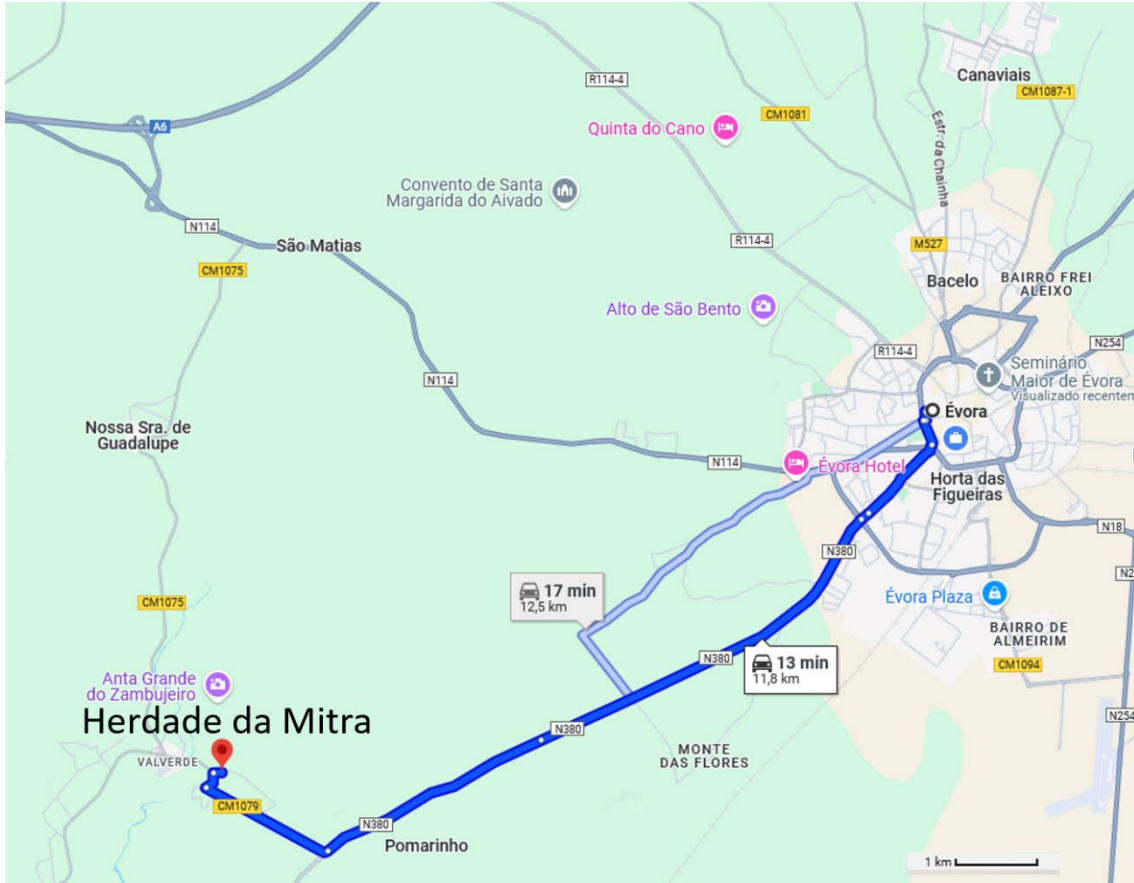 Canaviais
CM1087-1
R114-4
CM1081
A6
Quinta do Cano
Estr. da Chainha
Convento de Santa
Margarida do Aivado
N114
São Matias
R114-4
M527
CM1075
Bacelo
BAIRRO FREI
ALEIXO
Alto de São Bento
N254
R114-4
Seminário
Maior de Évora
Visualizado recentem
N114
Évora
Nossa Sra. de
Guadalupe
N114
Évora Hotel
Horta das
Figueiras
N18
N380
N2
17 min
12,5 km
CM1075
Évora Plaza
BAIRRO DE
ALMEIRIM
N380
13 min
11,8 km
CM1094
Anta Grande
do Zambujeiro
Herdade da Mitra
N254
N380
MONTE
DAS FLORES
VALVERDE
CM1079
N380
Pomarinho
1 km